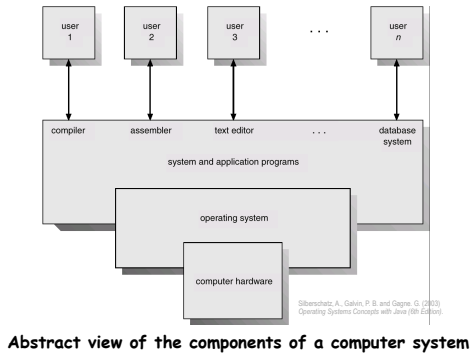 user user user user
1 2 3 . . . n
compiler assembler text editor . . . database
system
system and application programs
operating system
computer hardware
Silberschatz, A., Galvin, P. B. and Gagne. G. (2003)
Operating Systems Concepts with Java (6th Edition).
Abstract view of the components of a computer system